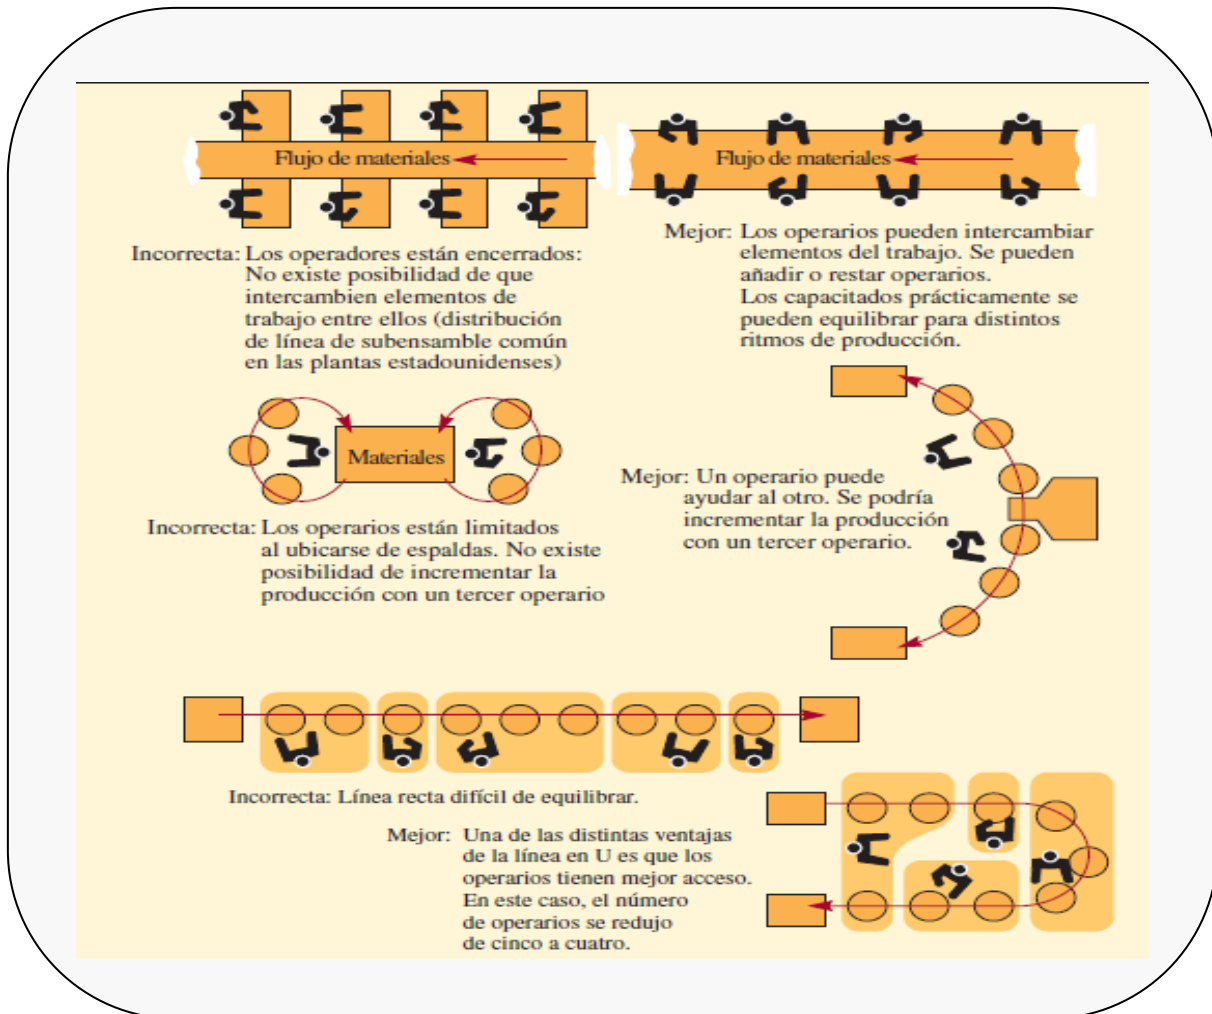 Flujo de materiales
Flujo de materiales
Incorrecta: Los operadores están encerrados:
No existe posibilidad de que
intercambien elementos de
trabajo entre ellos (distribución
de línea de subensamble común
en las plantas estadounidenses)
Mejor: Los operarios pueden intercambiar
elementos del trabajo. Se pueden
añadir o restar operarios.
Los capacitados prácticamente se
pueden equilibrar para distintos
ritmos de producción.
Materiales
Incorrecta: Los operarios están limitados
al ubicarse de espaldas. No existe
posibilidad de incrementar la
producción con un tercer operario
Mejor: Un operario puede
ayudar al otro. Se podría
incrementar la producción
con un tercer operario.
Incorrecta: Línea recta difícil de equilibrar.
Mejor: Una de las distintas ventajas
de la línea en U es que los
operarios tienen mejor acceso.
En este caso, el número
de operarios se redujo
de cinco a cuatro.